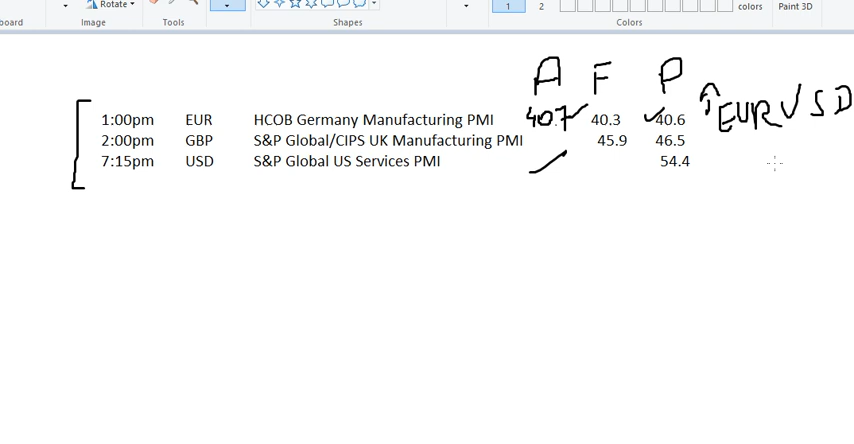 Rotate
1
2
colors
Paint 3D
board
Image
Tools
Shapes
Colors
A F P
1:00pm EUR HCOB Germany Manufacturing PMI 40.7 40.3 40.6 ↑EURUSD
2:00pm GBP S&P Global/CIPS UK Manufacturing PMI 45.9 46.5
7:15pm USD S&P Global US Services PMI 54.4